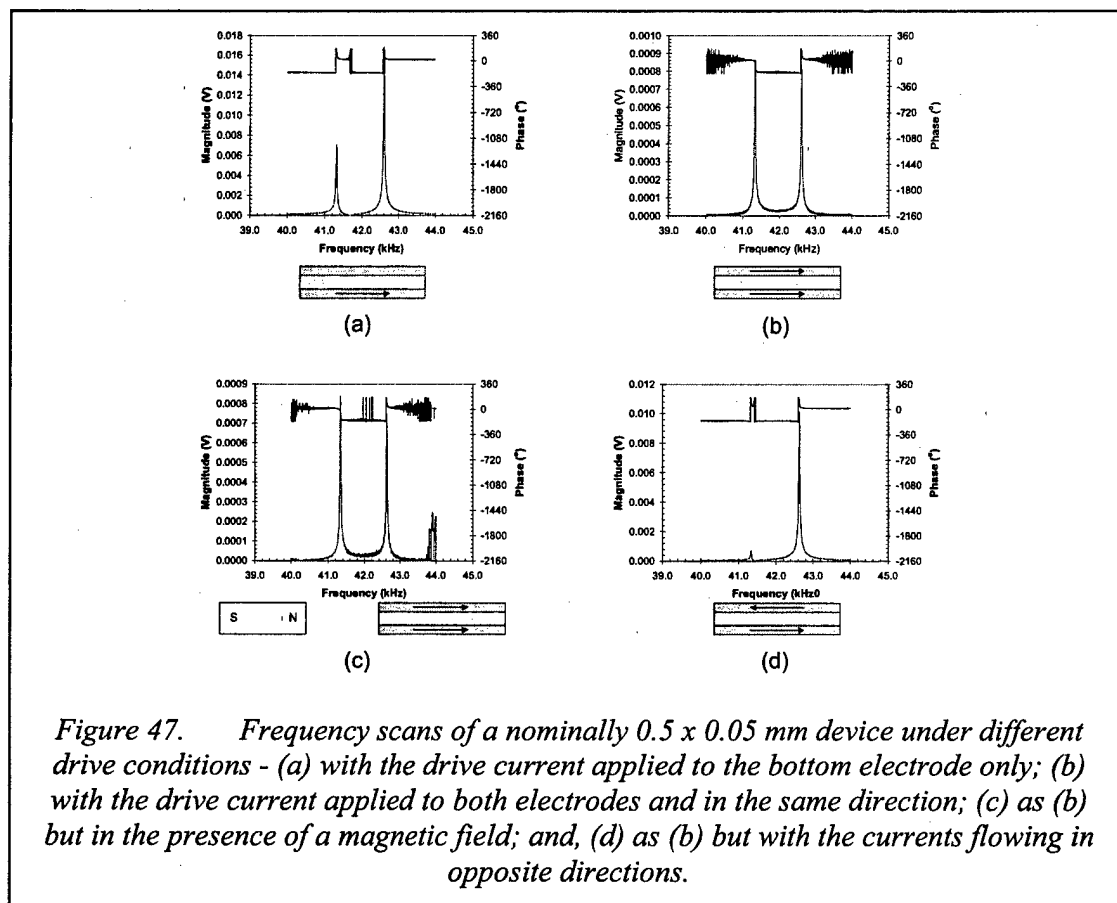 0.018
0.016
0.014
0.012
0.010
0.008
0.006
0.004
0.002
0.000
Magnitude (V)
360
0
-360
-720
-1080
-1440
-1800
-2160
Phase (°)
39.0 40.0 41.0 42.0 43.0 44.0 45.0
Frequency (kHz)
(a)
0.0010
0.0009
0.0008
0.0007
0.0006
0.0005
0.0004
0.0003
0.0002
0.0001
0.0000
Magnitude (V)
360
0
-360
-720
-1080
-1440
-1800
-2160
Phase (°)
39.0 40.0 41.0 42.0 43.0 44.0 45.0
Frequency (kHz)
(b)
0.0009
0.0008
0.0007
0.0006
0.0005
0.0004
0.0003
0.0002
0.0001
0.0000
Magnitude (V)
360
0
-360
-720
-1080
-1440
-1800
-2160
Phase (°)
39.0 40.0 41.0 42.0 43.0 44.0 45.0
Frequency (kHz)
S N
(c)
0.012
0.010
0.008
0.006
0.004
0.002
0.000
Magnitude (V)
360
0
-360
-720
-1080
-1440
-1800
-2160
Phase (°)
39.0 40.0 41.0 42.0 43.0 44.0 45.0
Frequency (kHz0
(d)
Figure 47. Frequency scans of a nominally 0.5 x 0.05 mm device under different
drive conditions - (a) with the drive current applied to the bottom electrode only; (b)
with the drive current applied to both electrodes and in the same direction; (c) as (b)
but in the presence of a magnetic field; and, (d) as (b) but with the currents flowing in
opposite directions.